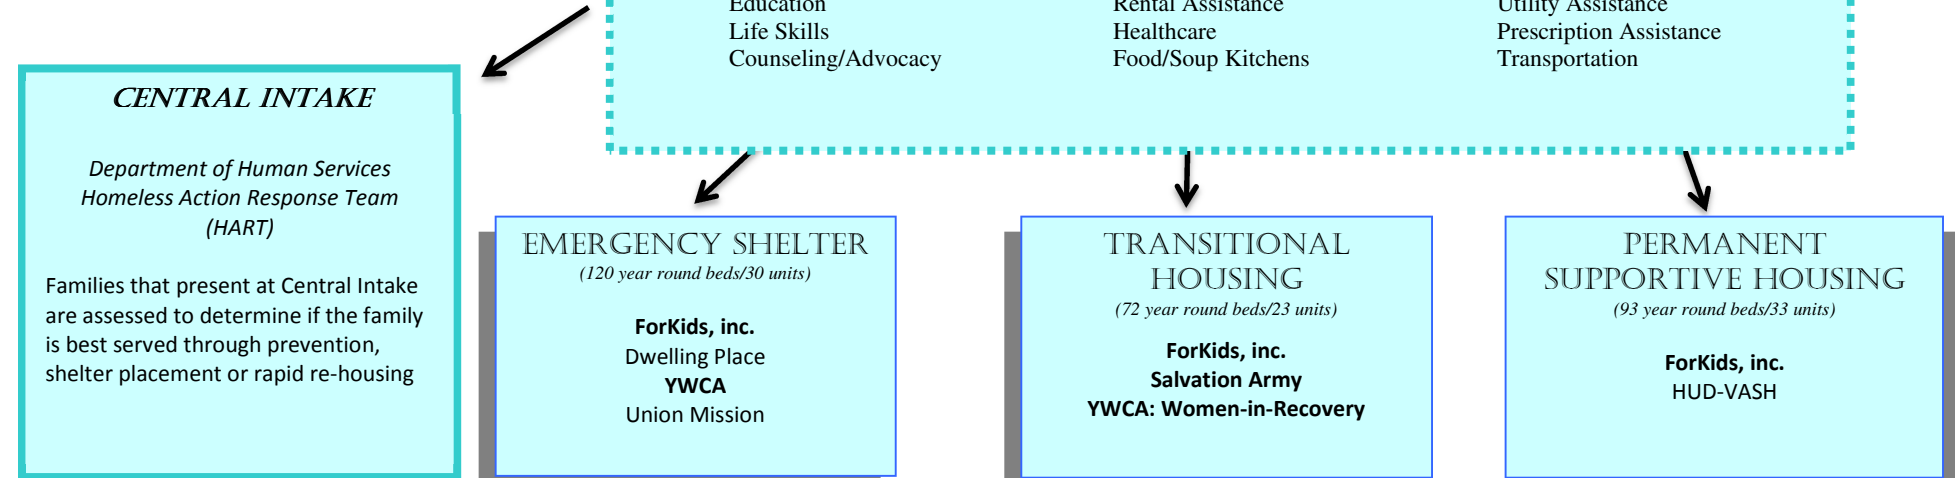 Education
Life Skills
Counseling/Advocacy
Rental Assistance
Healthcare
Food/Soup Kitchens
Utility Assistance
Prescription Assistance
Transportation
CENTRAL INTAKE
Department of Human Services
Homeless Action Response Team
(HART)
Families that present at Central Intake
are assessed to determine if the family
is best served through prevention,
shelter placement or rapid re-housing
EMERGENCY SHELTER
(120 year round beds/30 units)
ForKids, inc.
Dwelling Place
YWCA
Union Mission
TRANSITIONAL
HOUSING
(72 year round beds/23 units)
ForKids, inc.
Salvation Army
YWCA: Women-in-Recovery
PERMANENT
SUPPORTIVE HOUSING
(93 year round beds/33 units)
ForKids, inc.
HUD-VASH